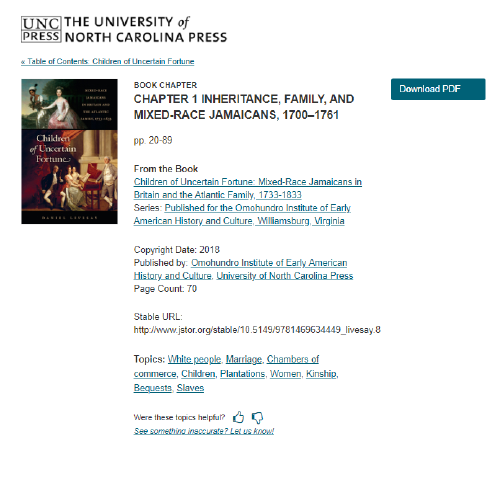 UNC PRESS THE UNIVERSITY of NORTH CAROLINA PRESS
« Table of Contents: Children of Uncertain Fortune
BOOK CHAPTER
CHAPTER 1 INHERITANCE, FAMILY, AND
MIXED-RACE JAMAICANS, 1700–1761
Download PDF
MIXED-RACE
JAMAICANS
IN BRITAIN AND
THE ATLANTIC
FAMILY, 1733-1833
Children
of Uncertain
Fortune
DANIEL LIVESAY
pp. 20-89
From the Book
Children of Uncertain Fortune: Mixed-Race Jamaicans in
Britain and the Atlantic Family, 1733-1833
Series: Published for the Omohundro Institute of Early
American History and Culture, Williamsburg, Virginia
Copyright Date: 2018
Published by: Omohundro Institute of Early American
History and Culture, University of North Carolina Press
Page Count: 70
Stable URL:
http://www.jstor.org/stable/10.5149/9781469634449_livesay.8
Topics: White people, Marriage, Chambers of
commerce, Children, Plantations, Women, Kinship,
Bequests, Slaves
Were these topics helpful?
See something inaccurate? Let us know!